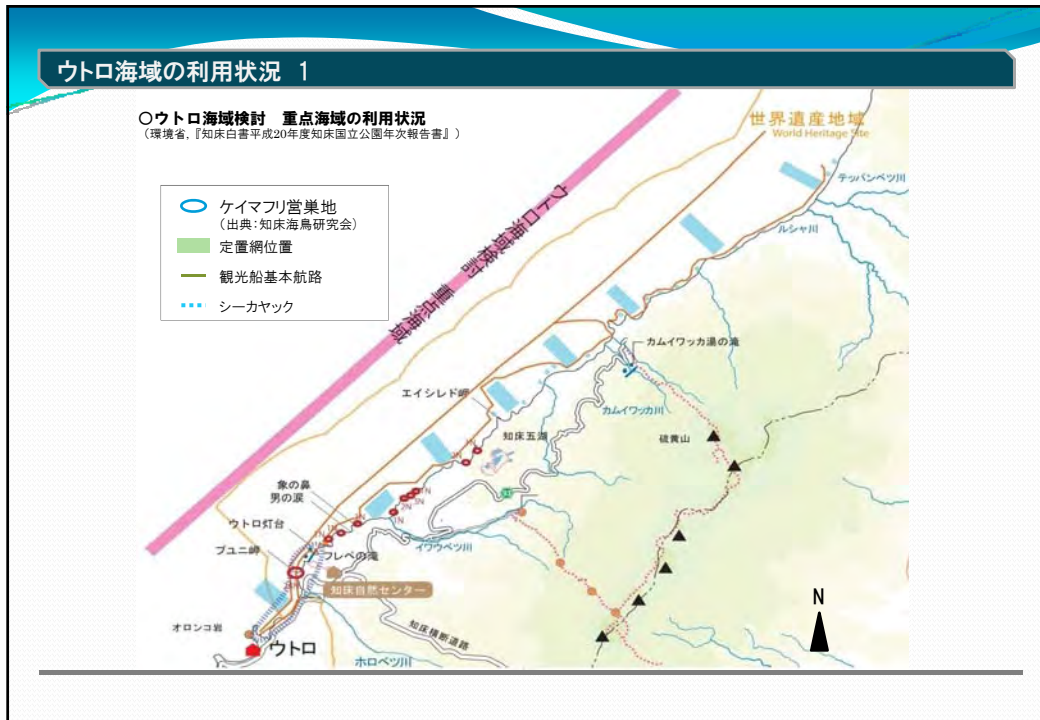 ウトロ海域の利用状況 1
○ウトロ海域検討 重点海域の利用状況
（環境省,『知床白書平成20年度知床国立公園年次報告書』）
世界遺産地域
World Heritage Site
テッパンベツ川
ルシャ川
ケイマフリ営巣地
（出典：知床海鳥研究会）
定置網位置
観光船基本航路
シーカヤック
ウトロ海域検討 重点海域
カムイワッカ湯の滝
エイシレド岬
カムイワッカ川
知床五湖
硫黄山
象の鼻
男の涙
ウトロ灯台
イワウベツ川
プユニ岬
フレペの滝
知床自然センター
オロンコ岩
知床横断道路
ウトロ
ホロベツ川
N